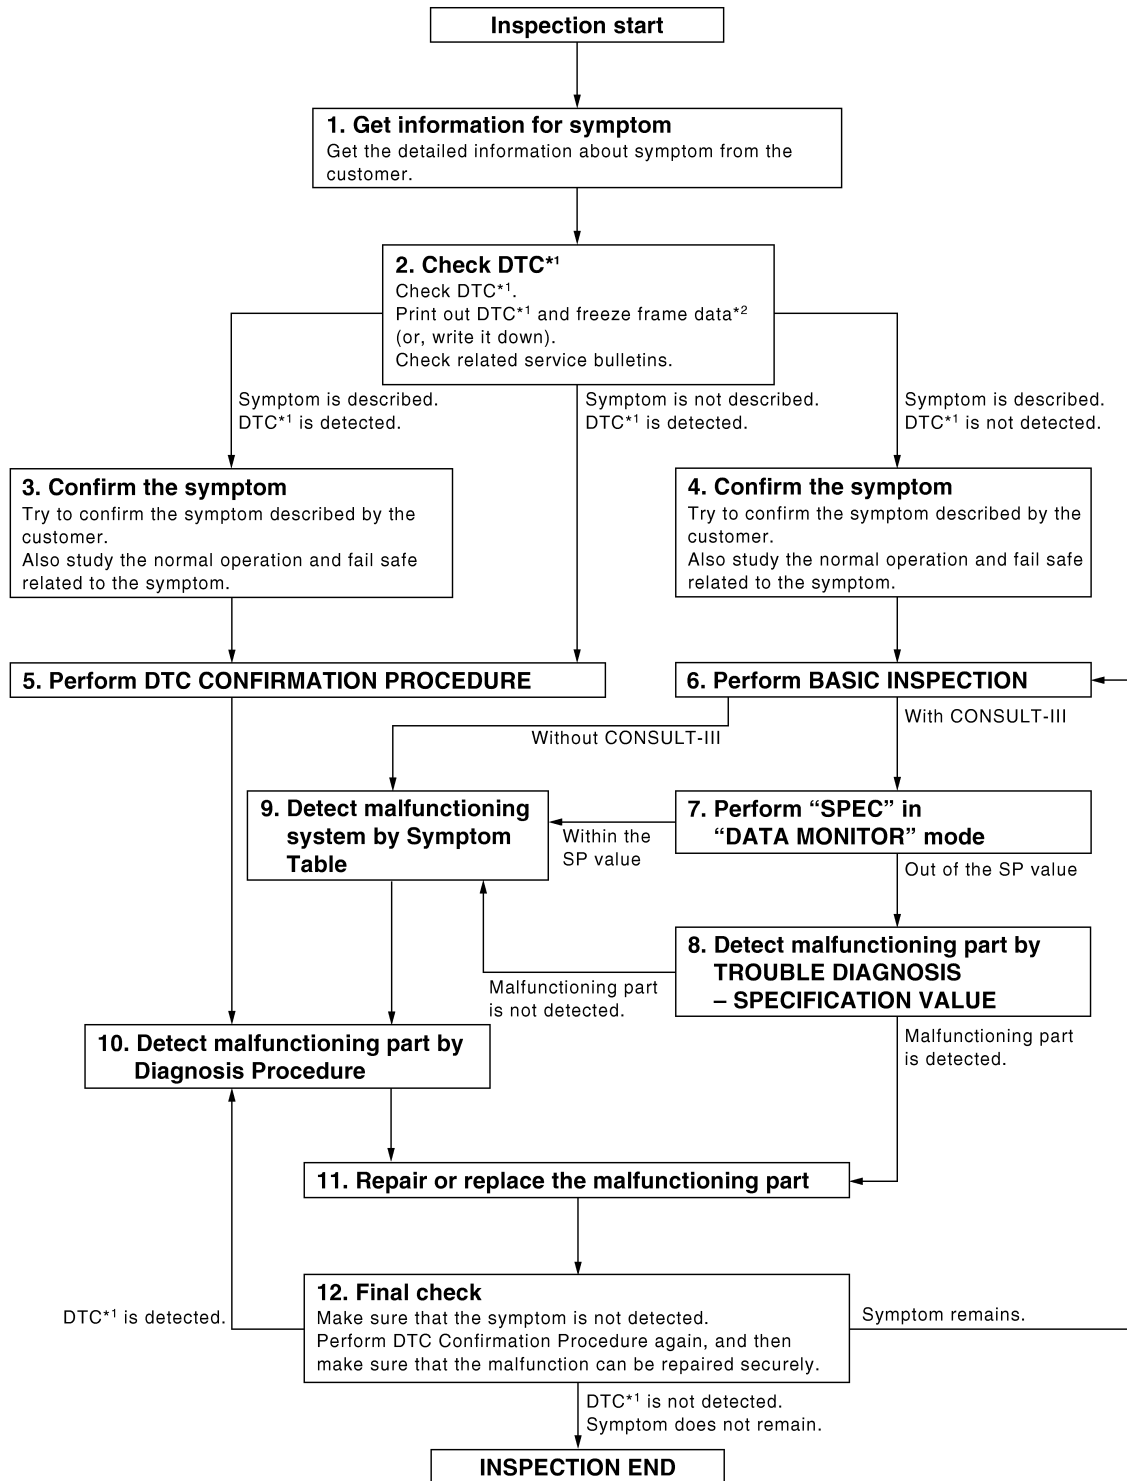 Inspection start
1. Get information for symptom
Get the detailed information about symptom from the
customer.
2. Check DTC*1
Check DTC*1.
Print out DTC*1 and freeze frame data*2
(or, write it down).
Check related service bulletins.
Symptom is described.
DTC*1 is detected.
Symptom is not described.
DTC*1 is detected.
Symptom is described.
DTC*1 is not detected.
3. Confirm the symptom
Try to confirm the symptom described by the
customer.
Also study the normal operation and fail safe
related to the symptom.
4. Confirm the symptom
Try to confirm the symptom described by the
customer.
Also study the normal operation and fail safe
related to the symptom.
5. Perform DTC CONFIRMATION PROCEDURE
6. Perform BASIC INSPECTION
Without CONSULT-III
With CONSULT-III
9. Detect malfunctioning
system by Symptom
Table
Within the
SP value
7. Perform “SPEC” in
“DATA MONITOR” mode
Out of the SP value
8. Detect malfunctioning part by
TROUBLE DIAGNOSIS
– SPECIFICATION VALUE
Malfunctioning part
is not detected.
Malfunctioning part
is detected.
10. Detect malfunctioning part by
Diagnosis Procedure
11. Repair or replace the malfunctioning part
12. Final check
Make sure that the symptom is not detected.
Perform DTC Confirmation Procedure again, and then
make sure that the malfunction can be repaired securely.
DTC*1 is detected.
Symptom remains.
DTC*1 is not detected.
Symptom does not remain.
INSPECTION END